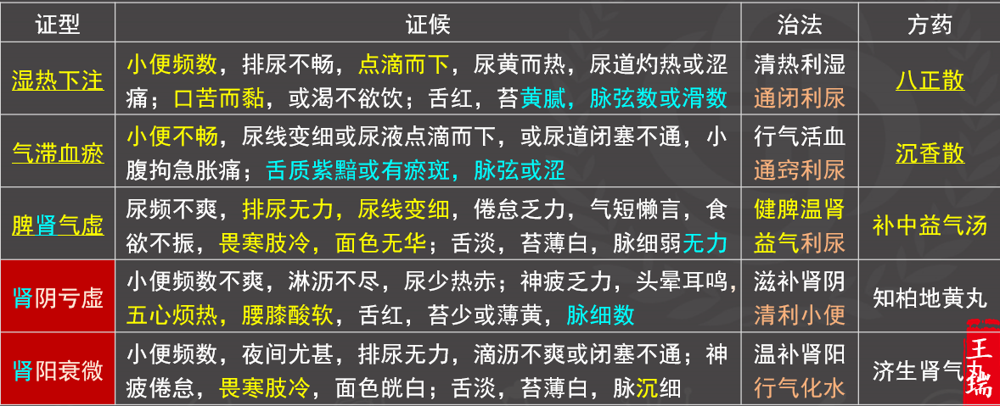 证型 证候 治法 方药
湿热下注 小便频数，排尿不畅，点滴而下，尿黄而热，尿道灼热或涩 清热利湿 八正散
痛；口苦而黏，或渴不欲饮；舌红，苔黄腻，脉弦数或滑数 通闭利尿
气滞血瘀 小便不畅，尿线变细或尿液点滴而下，或尿道闭塞不通，小 行气活血 沉香散
腹拘急胀痛；舌质紫黯或有瘀斑，脉弦或涩 通窍利尿
脾肾气虚 尿频不爽，排尿无力，尿线变细，倦怠乏力，气短懒言，食 健脾温肾 补中益气汤
欲不振，畏寒肢冷，面色无华；舌淡，苔薄白，脉细弱无力 益气利尿
肾阴亏虚 小便频数不爽，淋沥不尽，尿少热赤；神疲乏力，头晕耳鸣， 滋补肾阴 知柏地黄丸
五心烦热，腰膝酸软，舌红，苔少或薄黄，脉细数 清利小便
肾阳衰微 小便频数，夜间尤甚，排尿无力，滴沥不爽或闭塞不通；神 温补肾阳 济生肾气丸
疲倦怠，畏寒肢冷，面色㿠白；舌淡，苔薄白，脉沉细 行气化水
王瑞